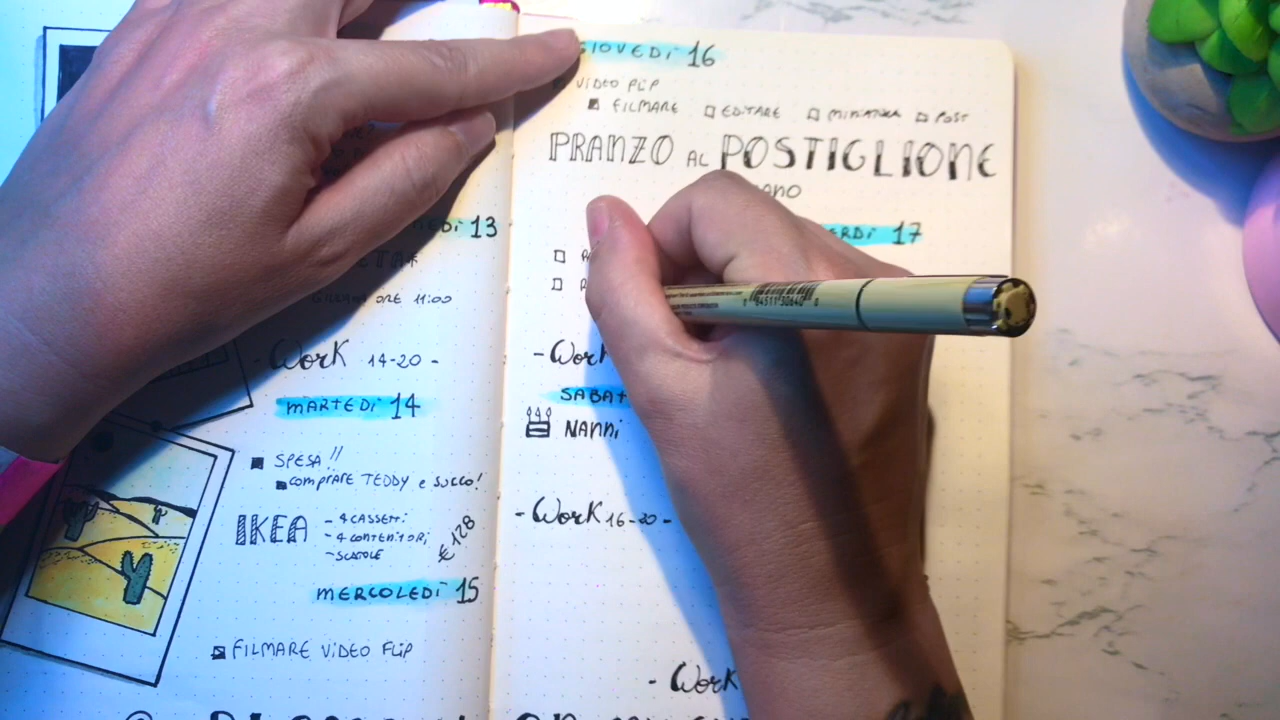 13
ORE 11:00
- Work 14-20 -
MARTEDì 14
SPESA!!
COMPRARE TEDDY e SUCCO!
IKEA
- 4 CASSETTI
- 4 CONTENITORI
- SCATOLE
€ 128
MERCOLEDì 15
FILMARE VIDEO FLIP
GIOVEDì 16
VIDEO FLIP
FILMARE EDITARE MINIATURA POST
PRANZO AL POSTIGLIONE
ERDì 17
- Work
SABAT
NANNI
- Work 16-20 -
- Work